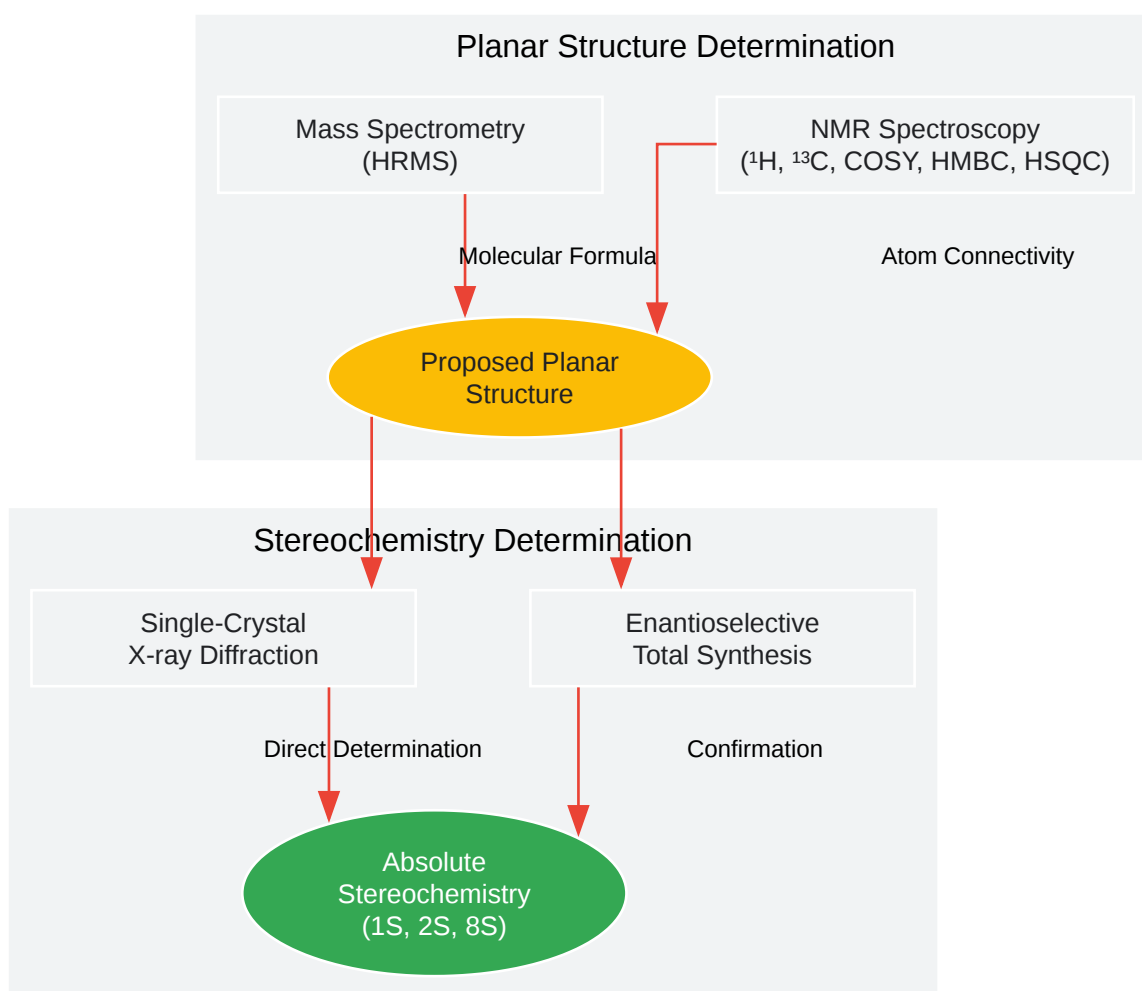 Planar Structure Determination
Mass Spectrometry
(HRMS)
NMR Spectroscopy
(¹H, ¹³C, COSY, HMBC, HSQC)
Molecular Formula
Atom Connectivity
Proposed Planar
Structure
Stereochemistry Determination
Single-Crystal
X-ray Diffraction
Enantioselective
Total Synthesis
Direct Determination
Confirmation
Absolute
Stereochemistry
(1S, 2S, 8S)